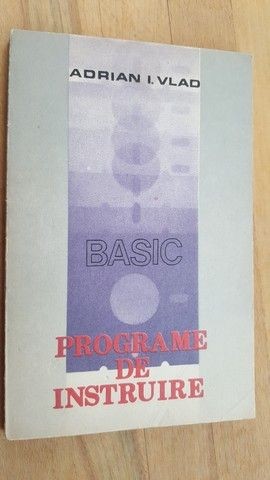 ADRIAN I. VLAD
BASIC
PROGRAME
DE
INSTRUIRE